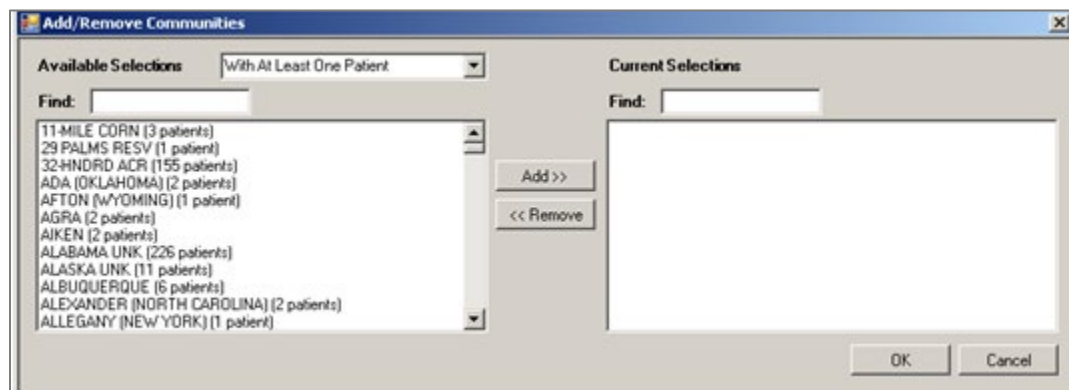 Add/Remove Communities
Available Selections
With At Least One Patient
Current Selections
Find:
Find:
11-MILE CORN (3 patients)
29 PALMS RESV (1 patient)
32-HNDRD ACR (155 patients)
ADA (OKLAHOMA) (2 patients)
AFTON (WYOMING) (1 patient)
AGRA (2 patients)
AIKEN (2 patients)
ALABAMA UNK (226 patients)
ALASKA UNK (11 patients)
ALBUQUERQUE (6 patients)
ALEXANDER (NORTH CAROLINA) (2 patients)
ALLEGANY (NEW YORK) (1 patient)
Add >>
<< Remove
OK
Cancel